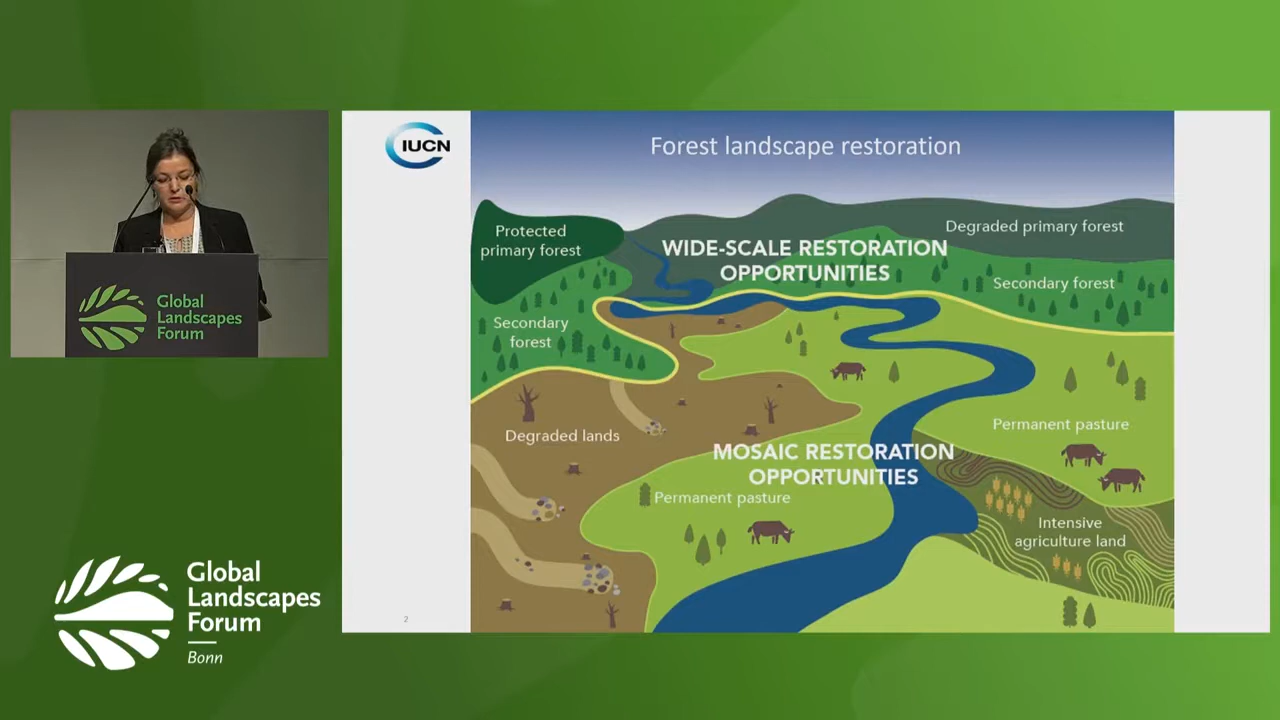 Global
Landscapes
Forum
Global
Landscapes
Forum
Bonn
IUCN
Forest landscape restoration
Protected
primary forest
Degraded primary forest
WIDE-SCALE RESTORATION
OPPORTUNITIES
Secondary forest
Secondary
forest
Degraded lands
Permanent pasture
MOSAIC RESTORATION
OPPORTUNITIES
Permanent pasture
Intensive
agriculture land
2